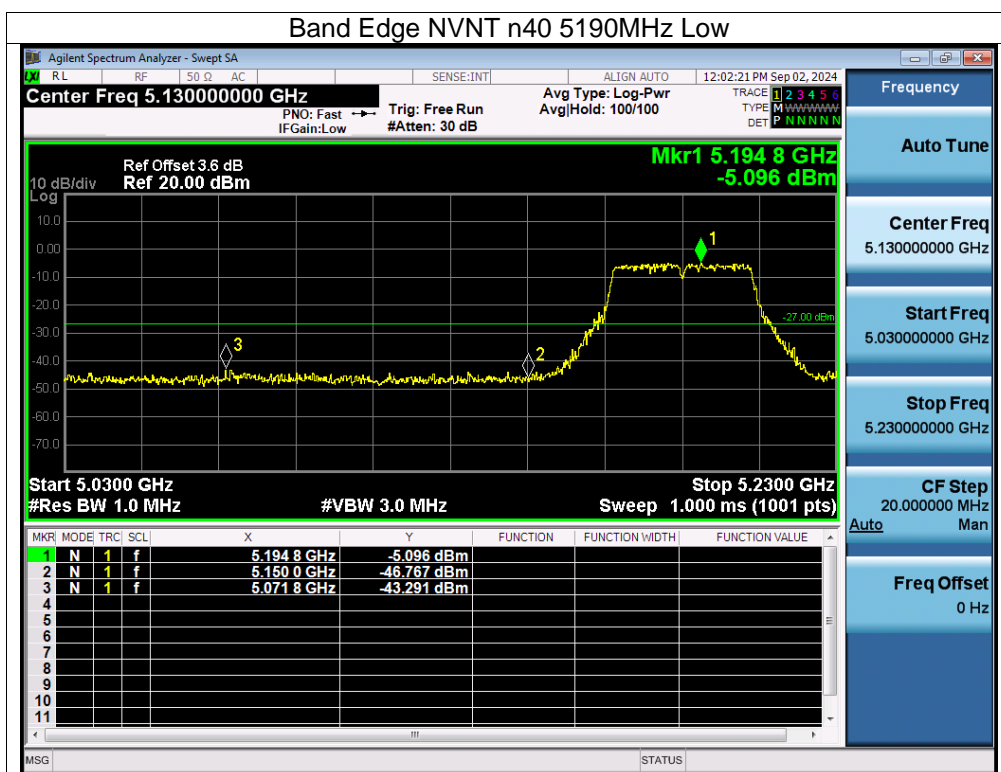 Band Edge NVNT n40 5190MHz Low
Agilent Spectrum Analyzer - Swept SA
LXI RL RF 50 Ω AC SENSE:INT ALIGN AUTO 12:02:21 PM Sep 02, 2024
Center Freq 5.130000000 GHz
PNO: Fast
IFGain:Low
Trig: Free Run
#Atten: 30 dB
Avg Type: Log-Pwr
Avg|Hold: 100/100
TRACE 1 2 3 4 5 6
TYPE M WWWWW
DET P N N N N N
Frequency
Auto Tune
Center Freq
5.130000000 GHz
Start Freq
5.030000000 GHz
Stop Freq
5.230000000 GHz
CF Step
20.000000 MHz
Auto Man
Freq Offset
0 Hz
Mkr1 5.194 8 GHz
-5.096 dBm
Ref Offset 3.6 dB
10 dB/div Ref 20.00 dBm
Log
10.0
0.00
-10.0
-20.0
-30.0
-40.0
-50.0
-60.0
-70.0
1
2
3
-27.00 dBm
Start 5.0300 GHz Stop 5.2300 GHz
#Res BW 1.0 MHz #VBW 3.0 MHz Sweep 1.000 ms (1001 pts)
MKR MODE TRC SCL X Y FUNCTION FUNCTION WIDTH FUNCTION VALUE
1 N 1 f 5.194 8 GHz -5.096 dBm
2 N 1 f 5.150 0 GHz -46.767 dBm
3 N 1 f 5.071 8 GHz -43.291 dBm
4
5
6
7
8
9
10
11
MSG STATUS